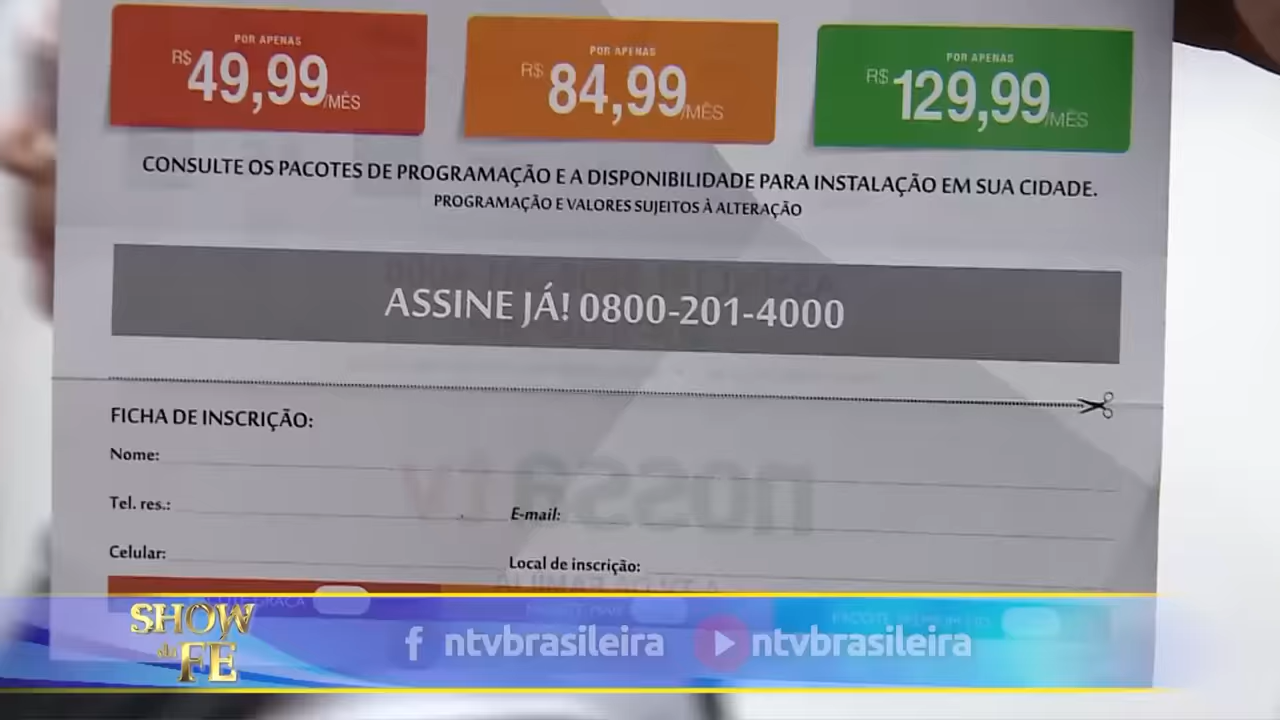 POR APENAS
R$ 49,99/MÊS
POR APENAS
R$ 84,99/MÊS
POR APENAS
R$ 129,99/MÊS
CONSULTE OS PACOTES DE PROGRAMAÇÃO E A DISPONIBILIDADE PARA INSTALAÇÃO EM SUA CIDADE.
PROGRAMAÇÃO E VALORES SUJEITOS À ALTERAÇÃO
ASSINE JÁ! 0800-201-4000
FICHA DE INSCRIÇÃO:
Nome:
Tel. res.:
E-mail:
Celular:
Local de inscrição:
nossa tv
SHOW
da FÉ
ntvbrasileira
ntvbrasileira